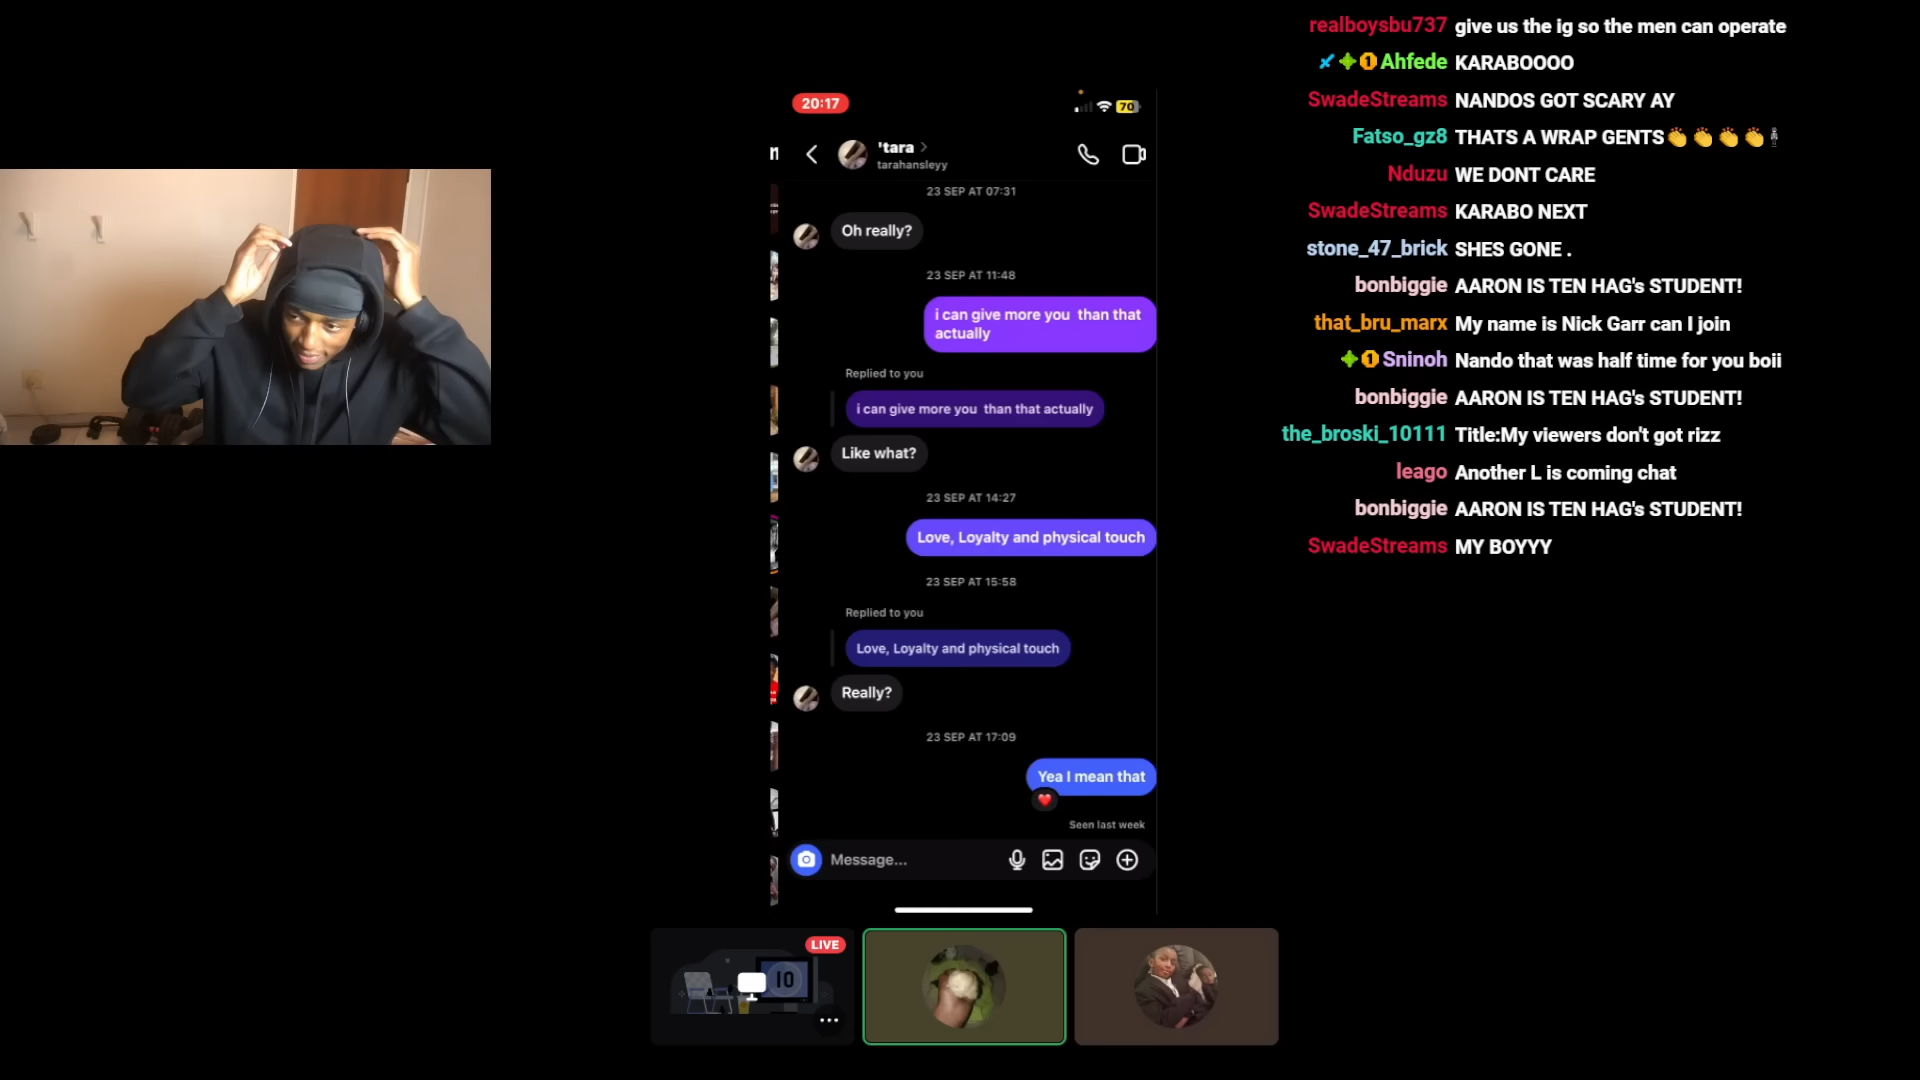 20:17
70
'tara
tarahansleyy
23 SEP AT 07:31
Oh really?
23 SEP AT 11:48
i can give more you  than that
actually
Replied to you
i can give more you  than that actually
Like what?
23 SEP AT 14:27
Love, Loyalty and physical touch
23 SEP AT 15:58
Replied to you
Love, Loyalty and physical touch
Really?
23 SEP AT 17:09
Yea I mean that
❤️
Seen last week
Message...
LIVE
10
realboysbu737 give us the ig so the men can operate
1 Ahfede KARABOOOO
SwadeStreams NANDOS GOT SCARY AY
Fatso_gz8 THATS A WRAP GENTS👏👏👏👏
Nduzu WE DONT CARE
SwadeStreams KARABO NEXT
stone_47_brick SHES GONE .
bonbiggie AARON IS TEN HAG's STUDENT!
that_bru_marx My name is Nick Garr can I join
1 Sninoh Nando that was half time for you boii
bonbiggie AARON IS TEN HAG's STUDENT!
the_broski_10111 Title:My viewers don't got rizz
leago Another L is coming chat
bonbiggie AARON IS TEN HAG's STUDENT!
SwadeStreams MY BOYYY